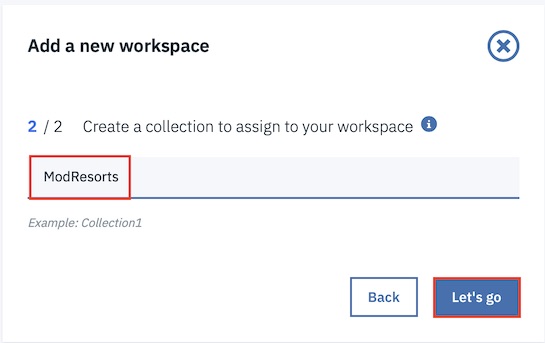 Add a new workspace
2 / 2 Create a collection to assign to your workspace
ModResorts
Example: Collection1
Back
Let's go